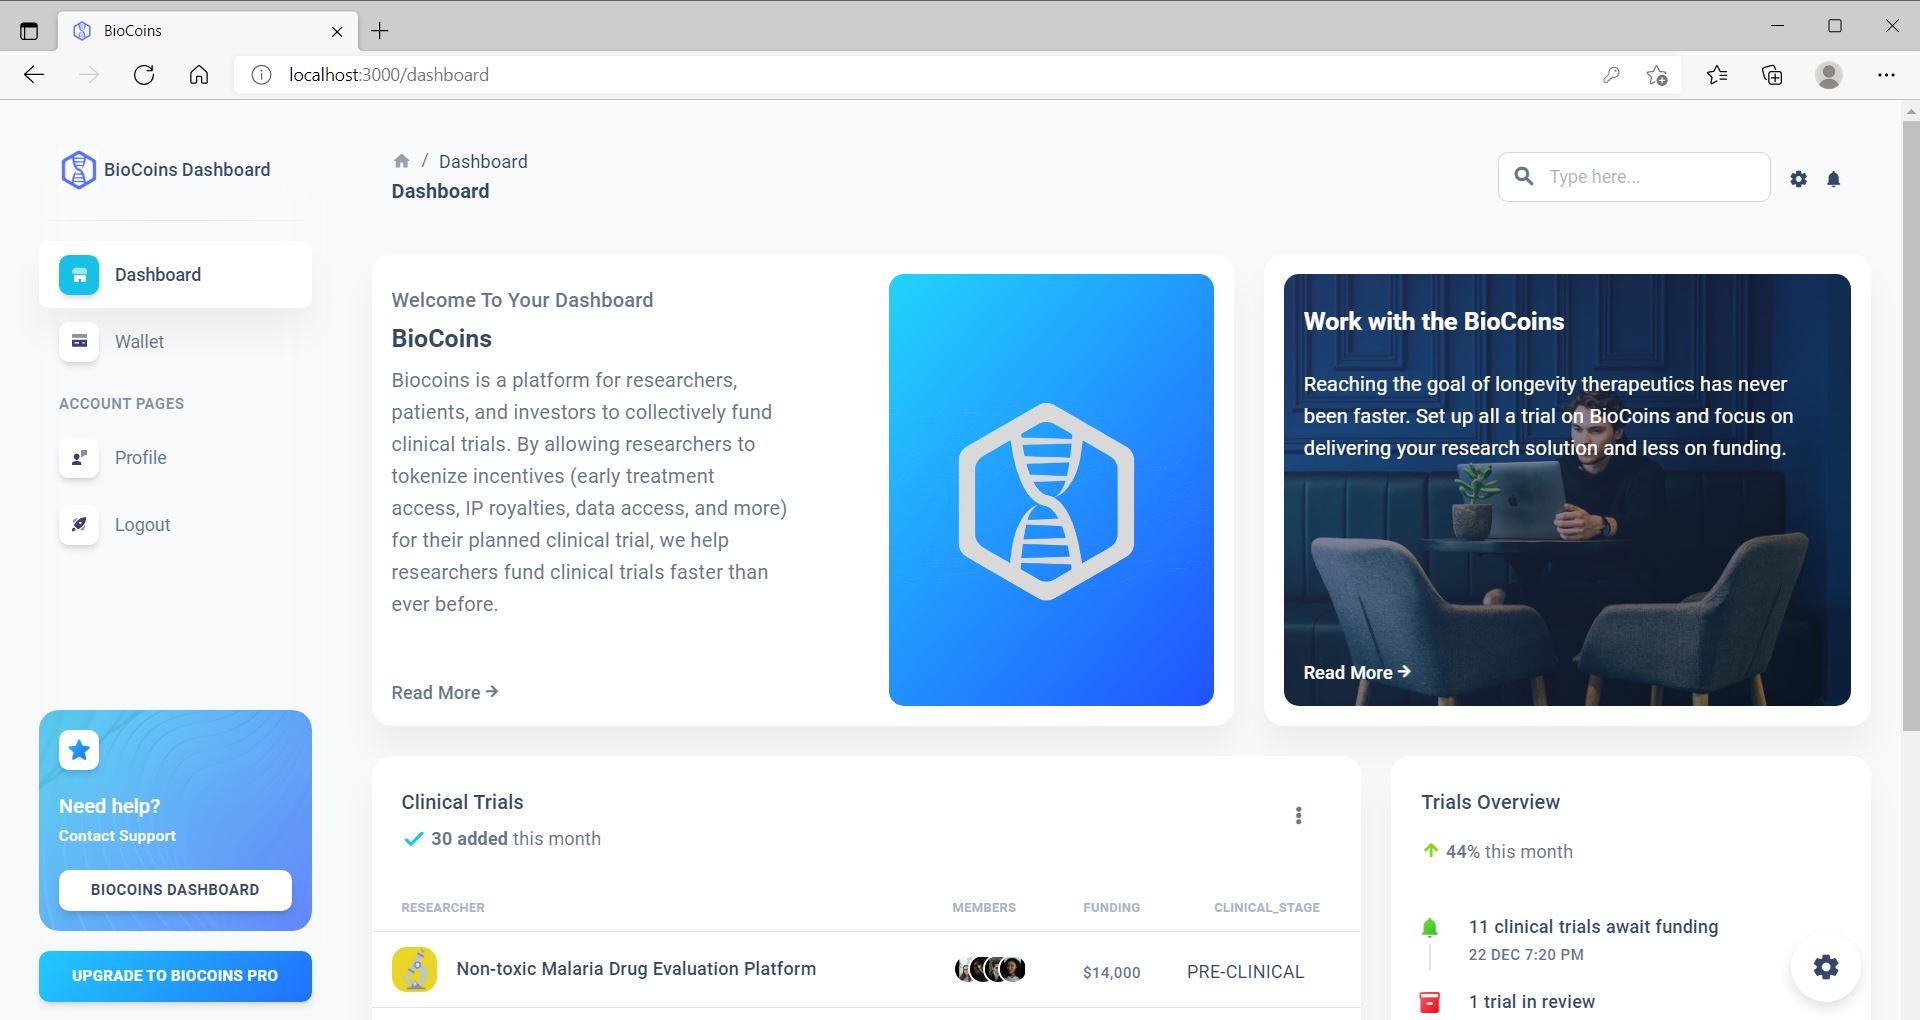 BioCoins
localhost:3000/dashboard
BioCoins Dashboard
/ Dashboard
Dashboard
Type here...
Dashboard
Wallet
ACCOUNT PAGES
Profile
Logout
Need help?
Contact Support
BIOCOINS DASHBOARD
UPGRADE TO BIOCOINS PRO
Welcome To Your Dashboard
BioCoins
Biocoins is a platform for researchers,
patients, and investors to collectively fund
clinical trials. By allowing researchers to
tokenize incentives (early treatment
access, IP royalties, data access, and more)
for their planned clinical trial, we help
researchers fund clinical trials faster than
ever before.
Read More
Work with the BioCoins
Reaching the goal of longevity therapeutics has never
been faster. Set up all a trial on BioCoins and focus on
delivering your research solution and less on funding.
Read More
Clinical Trials
30 added this month
RESEARCHER MEMBERS FUNDING CLINICAL_STAGE
Non-toxic Malaria Drug Evaluation Platform $14,000 PRE-CLINICAL
Trials Overview
44% this month
11 clinical trials await funding
22 DEC 7:20 PM
1 trial in review